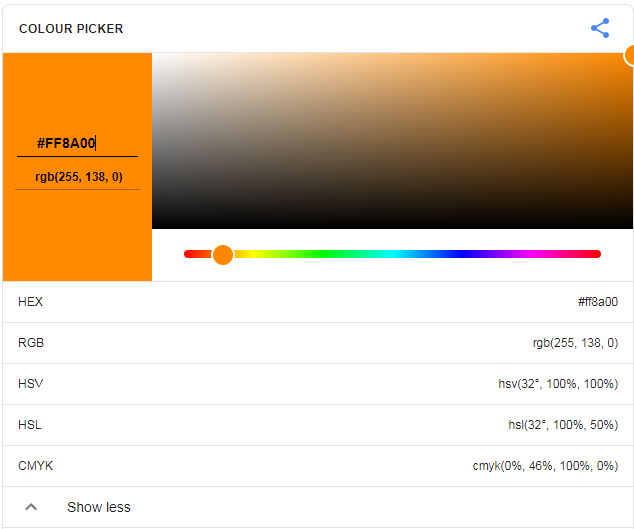 COLOUR PICKER
#FF8A00
rgb(255, 138, 0)
HEX #ff8a00
RGB rgb(255, 138, 0)
HSV hsv(32°, 100%, 100%)
HSL hsl(32°, 100%, 50%)
CMYK cmyk(0%, 46%, 100%, 0%)
Show less